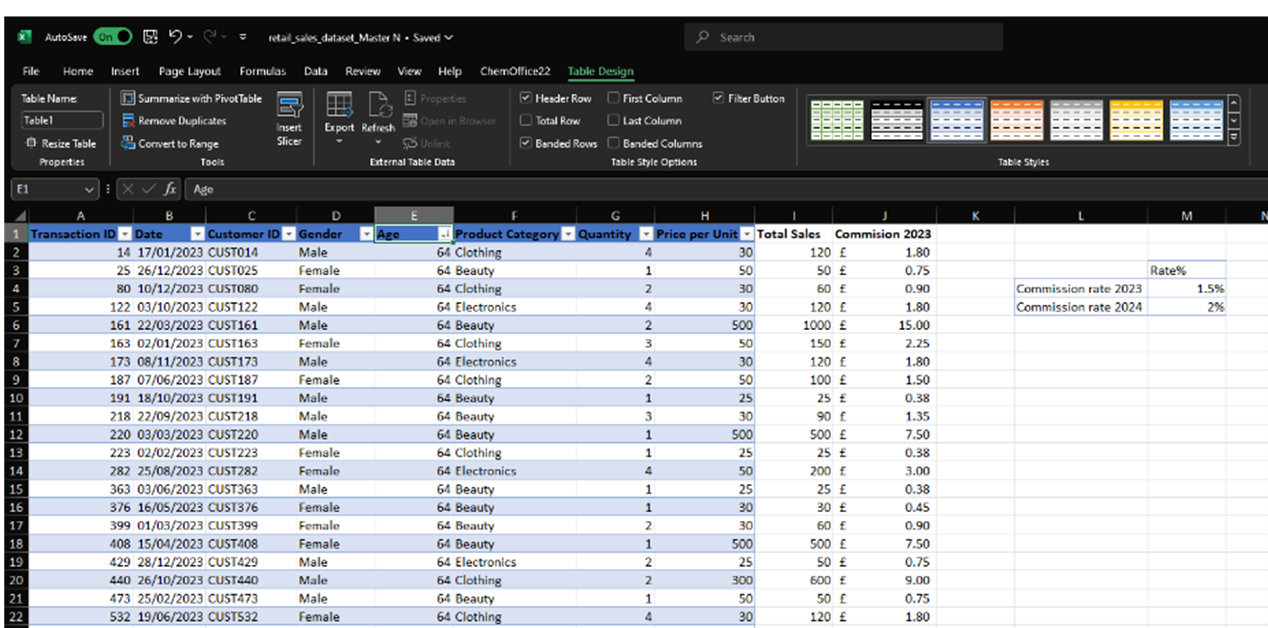 AutoSave On retail_sales_dataset_Master N • Saved Search
File Home Insert Page Layout Formulas Data Review View Help ChemOffice22 Table Design
Table Name: Summarize with PivotTable Properties Header Row First Column Filter Button
Table1 Remove Duplicates Insert Export Refresh Open in Browser Total Row Last Column
Resize Table Convert to Range Slicer Unlink Banded Rows Banded Columns
Properties Tools External Table Data Table Style Options Table Styles
E1 fx Age
A B C D E F G H I J K L M N
1 Transaction ID Date Customer ID Gender Age Product Category Quantity Price per Unit Total Sales Commision 2023
2 14 17/01/2023 CUST014 Male 64 Clothing 4 30 120 £ 1.80
3 25 26/12/2023 CUST025 Female 64 Beauty 1 50 50 £ 0.75 Rate%
4 80 10/12/2023 CUST080 Female 64 Clothing 2 30 60 £ 0.90 Commission rate 2023 1.5%
5 122 03/10/2023 CUST122 Male 64 Electronics 4 30 120 £ 1.80 Commission rate 2024 2%
6 161 22/03/2023 CUST161 Male 64 Beauty 2 500 1000 £ 15.00
7 163 02/01/2023 CUST163 Female 64 Clothing 3 50 150 £ 2.25
8 173 08/11/2023 CUST173 Male 64 Electronics 4 30 120 £ 1.80
9 187 07/06/2023 CUST187 Female 64 Clothing 2 50 100 £ 1.50
10 191 18/10/2023 CUST191 Male 64 Beauty 1 25 25 £ 0.38
11 218 22/09/2023 CUST218 Male 64 Beauty 3 30 90 £ 1.35
12 220 03/03/2023 CUST220 Male 64 Beauty 1 500 500 £ 7.50
13 223 02/02/2023 CUST223 Female 64 Clothing 1 25 25 £ 0.38
14 282 25/08/2023 CUST282 Female 64 Electronics 4 50 200 £ 3.00
15 363 03/06/2023 CUST363 Male 64 Beauty 1 25 25 £ 0.38
16 376 16/05/2023 CUST376 Female 64 Beauty 1 30 30 £ 0.45
17 399 01/03/2023 CUST399 Female 64 Beauty 2 30 60 £ 0.90
18 408 15/04/2023 CUST408 Female 64 Beauty 1 500 500 £ 7.50
19 429 28/12/2023 CUST429 Male 64 Electronics 2 25 50 £ 0.75
20 440 26/10/2023 CUST440 Male 64 Clothing 2 300 600 £ 9.00
21 473 25/02/2023 CUST473 Male 64 Beauty 1 50 50 £ 0.75
22 532 19/06/2023 CUST532 Female 64 Clothing 4 30 120 £ 1.80